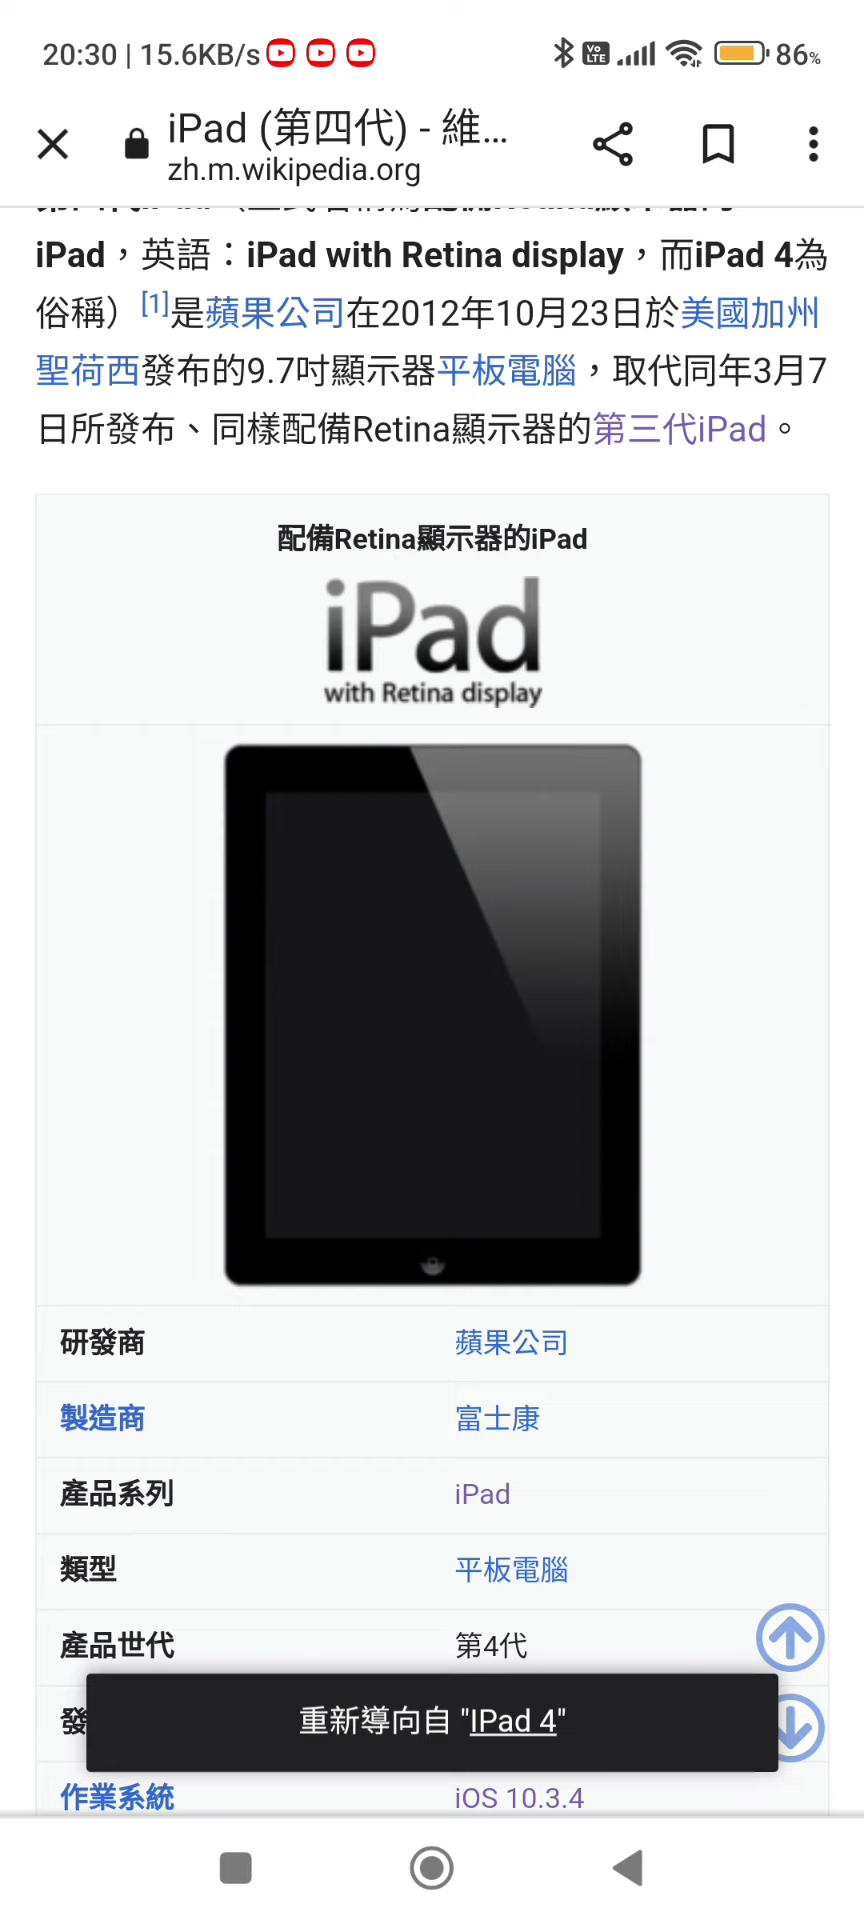 20:30 | 15.6KB/s
VO LTE
86%
iPad (第四代) - 維...
zh.m.wikipedia.org
iPad，英語：iPad with Retina display，而iPad 4為
俗稱）[1]是蘋果公司在2012年10月23日於美國加州
聖荷西發布的9.7吋顯示器平板電腦，取代同年3月7
日所發布、同樣配備Retina顯示器的第三代iPad。
配備Retina顯示器的iPad
iPad
with Retina display
研發商 蘋果公司
製造商 富士康
產品系列 iPad
類型 平板電腦
產品世代 第4代
發
重新導向自 "IPad 4"
作業系統 iOS 10.3.4